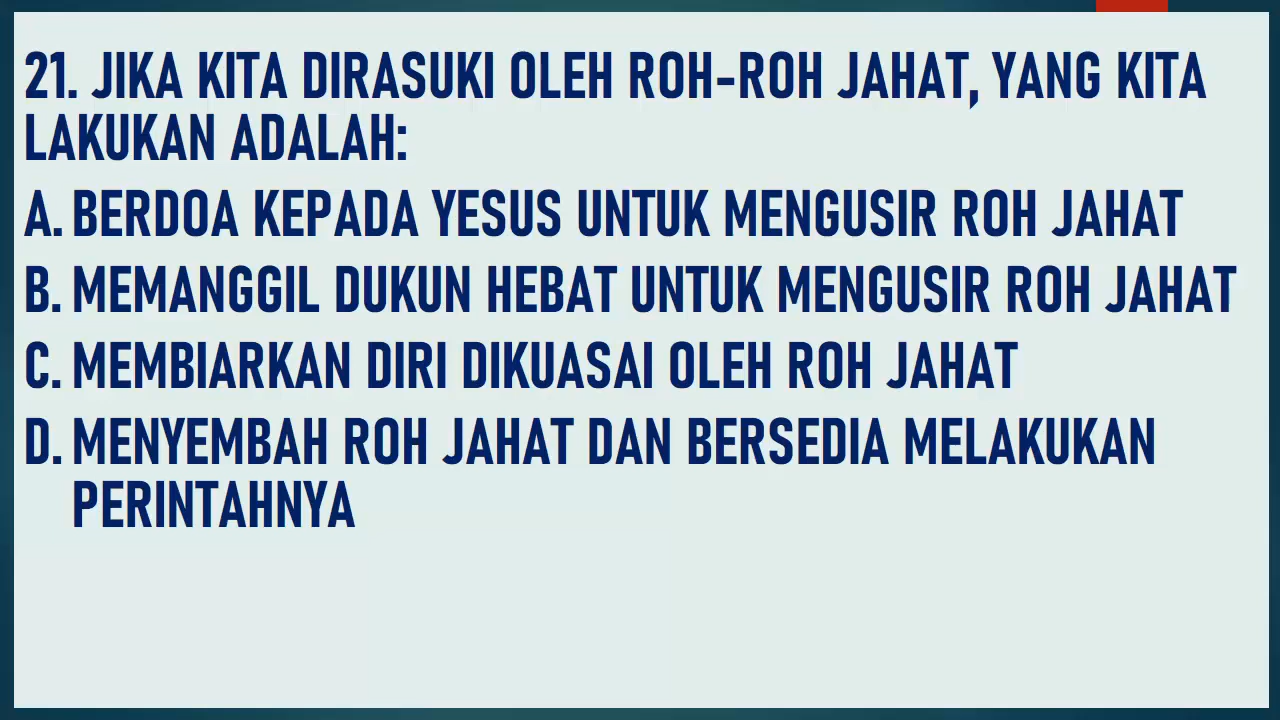 21. JIKA KITA DIRASUKI OLEH ROH-ROH JAHAT, YANG KITA
LAKUKAN ADALAH:
A. BERDOA KEPADA YESUS UNTUK MENGUSIR ROH JAHAT
B. MEMANGGIL DUKUN HEBAT UNTUK MENGUSIR ROH JAHAT
C. MEMBIARKAN DIRI DIKUASAI OLEH ROH JAHAT
D. MENYEMBAH ROH JAHAT DAN BERSEDIA MELAKUKAN
PERINTAHNYA